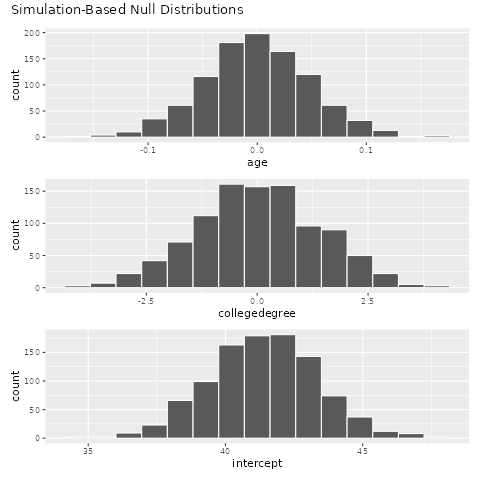 Simulation-Based Null Distributions
200
150
100
50
0
count
-0.1 0.0 0.1
age
150
100
50
0
count
-2.5 0.0 2.5
collegedegree
150
100
50
0
count
35 40 45
intercept